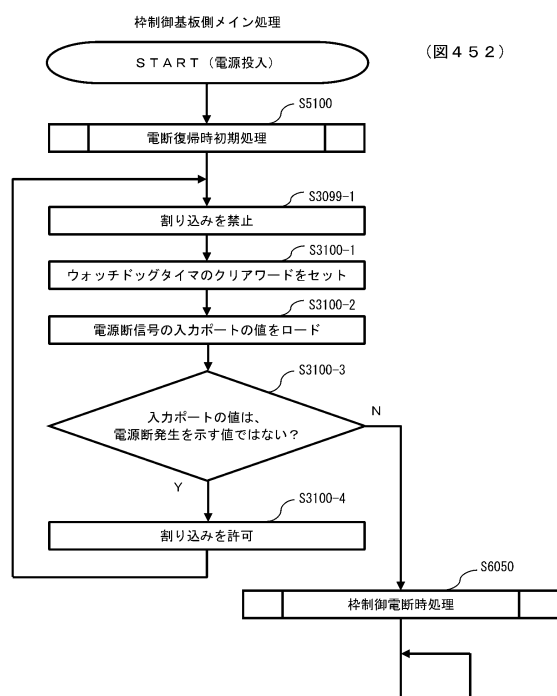 枠制御基板側メイン処理
（図４５２）
ＳＴＡＲＴ（電源投入）
S5100
電断復帰時初期処理
S3099-1
割り込みを禁止
S3100-1
ウォッチドッグタイマのクリアワードをセット
S3100-2
電源断信号の入力ポートの値をロード
S3100-3
入力ポートの値は、
電源断発生を示す値ではない？
N
Y
S3100-4
割り込みを許可
S6050
枠制御電断時処理